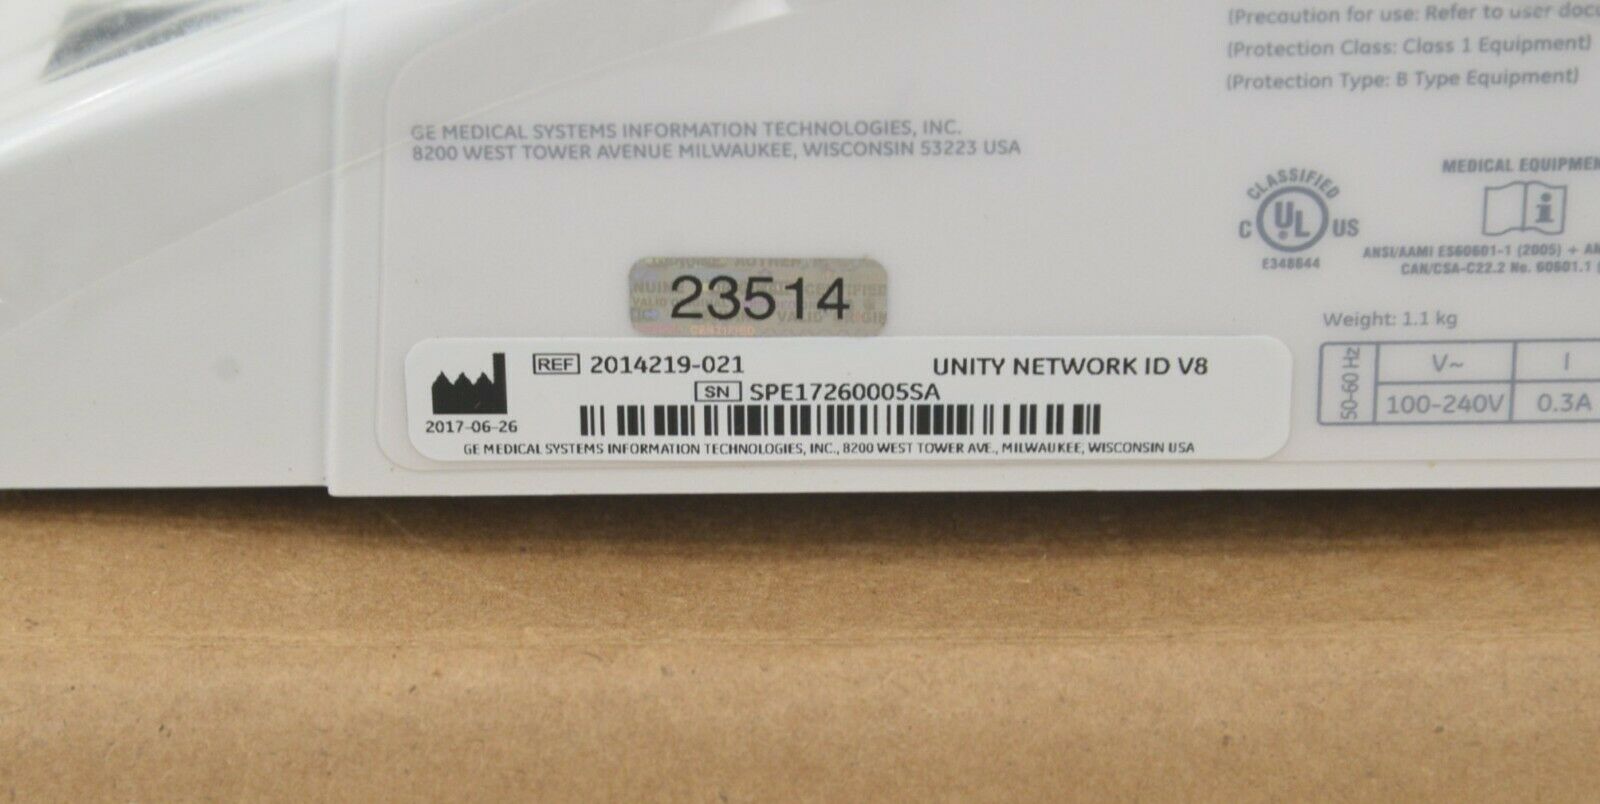 (Precaution for use: Refer to user
(Protection Class: Class 1 Equipment)
(Protection Type: B Type Equipment)
GE MEDICAL SYSTEMS INFORMATION TECHNOLOGIES, INC.
8200 WEST TOWER AVENUE MILWAUKEE, WISCONSIN 53223 USA
CLASSIFIED
C UL US
E348644
MEDICAL
ANSI/AAMI ES60601-1 (2005) +
CAN/CSA-C22.2 No. 60601.1
23514
CERTIFIED
Weight: 1.1 kg
50-60 Hz
V~ I
100-240V 0.3A
REF 2014219-021 UNITY NETWORK ID V8
SN SPE17260005SA
2017-06-26
GE MEDICAL SYSTEMS INFORMATION TECHNOLOGIES, INC., 8200 WEST TOWER AVE., MILWAUKEE, WISCONSIN USA